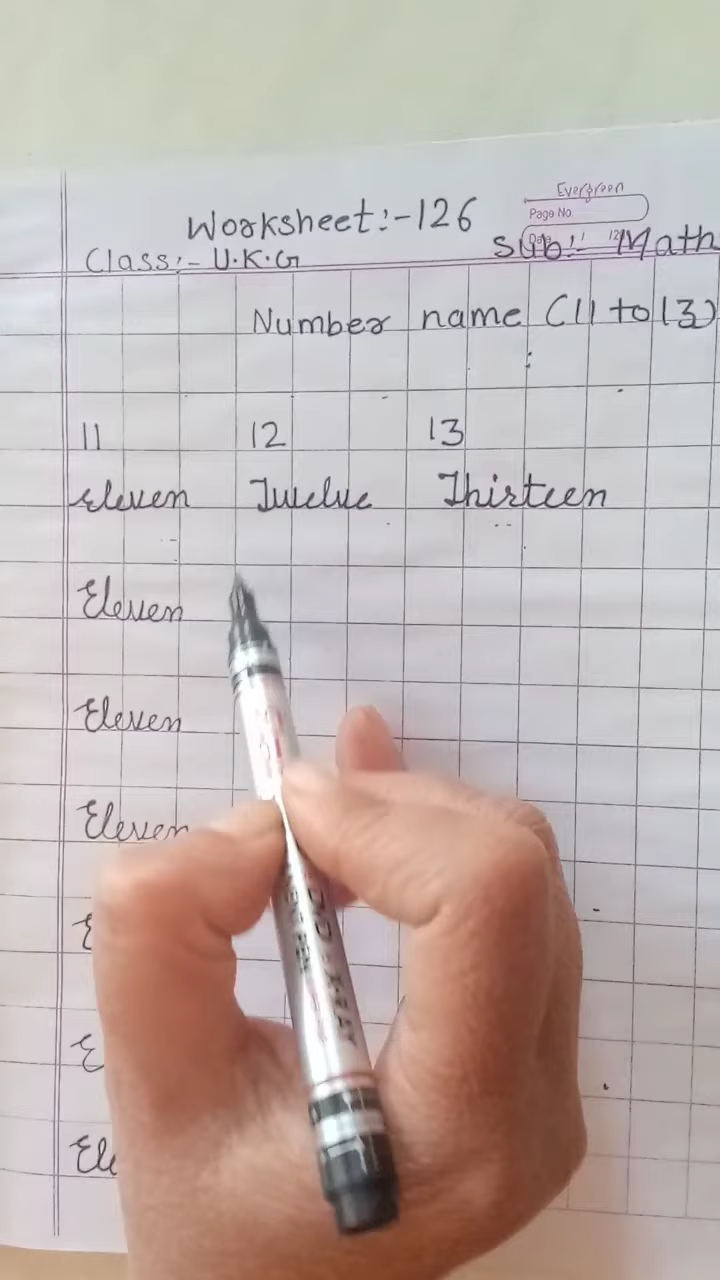 Evergreen
Page No.
Worksheet:-126
Class:- U.K.G
Sub:- Math
Number name (11 to 13)
11 12 13
eleven Twelve Thirteen
Eleven
Eleven
Eleven
E
E
Ele